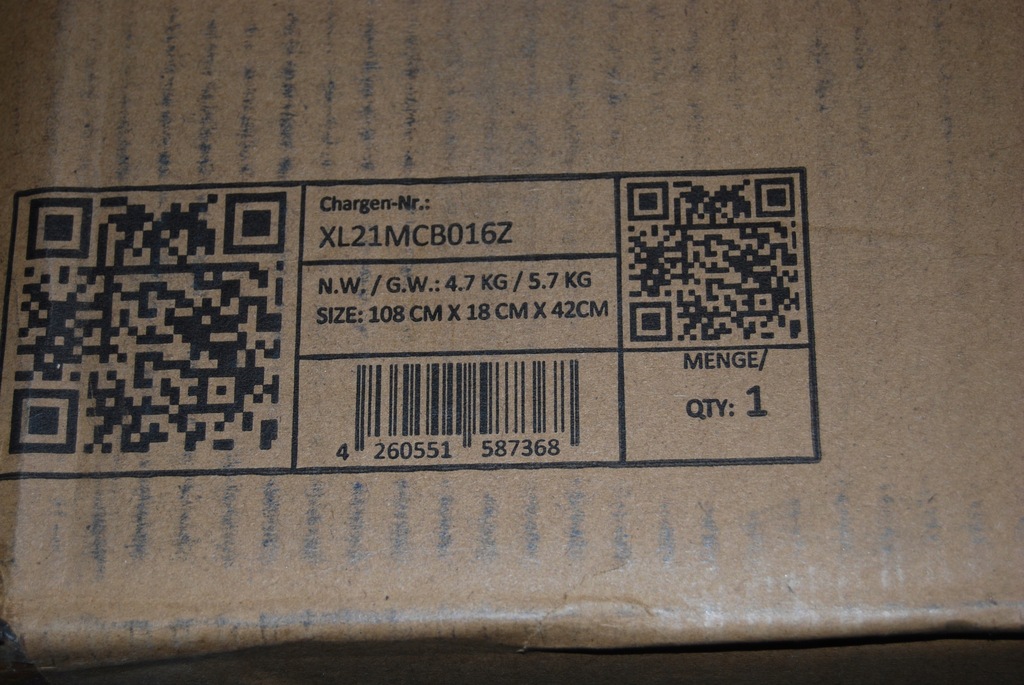 Chargen-Nr.:
XL21MCB016Z
N.W. / G.W.: 4.7 KG / 5.7 KG
SIZE: 108 CM X 18 CM X 42CM
4 260551 587368
MENGE/
QTY: 1